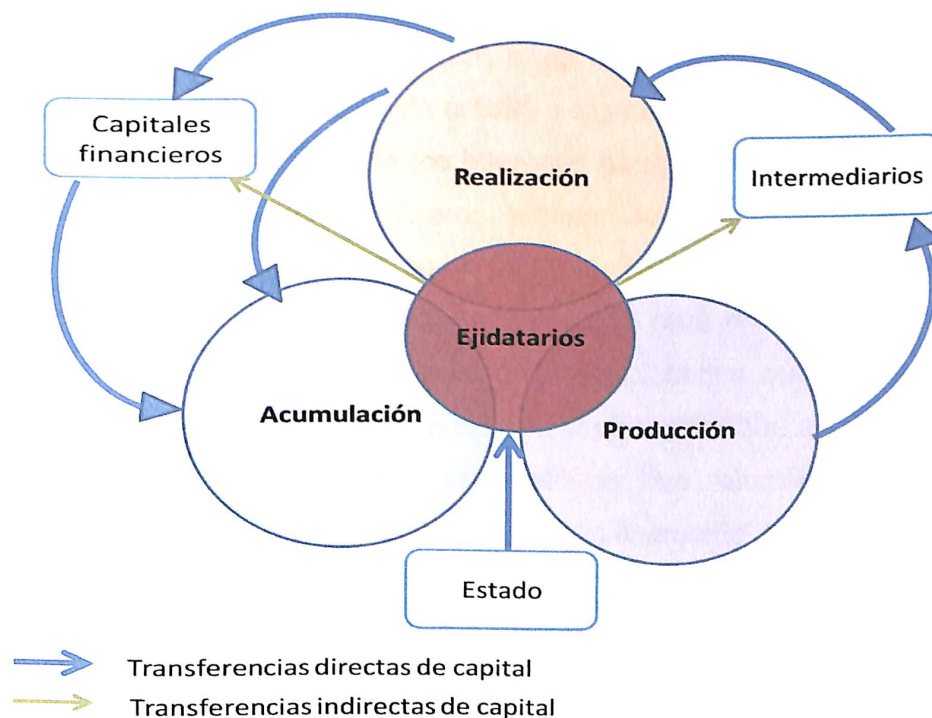 Capitales
financieros
Realización
Intermediarios
Ejidatarios
Acumulación
Producción
Estado
Transferencias directas de capital
Transferencias indirectas de capital